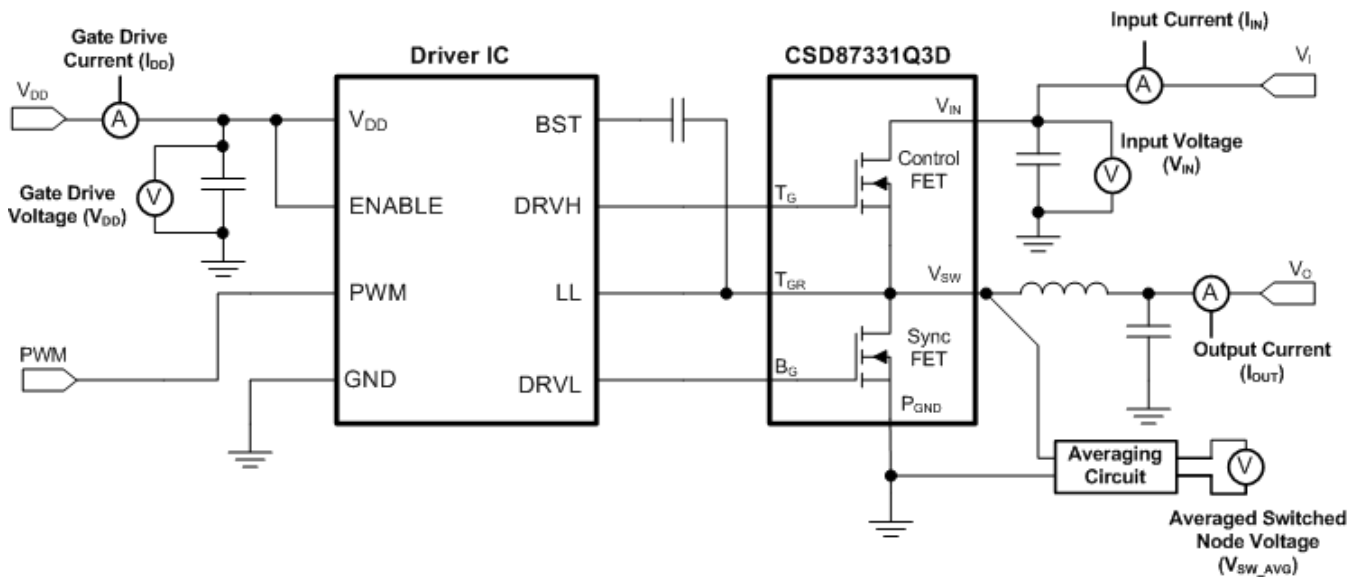 Gate Drive
Current (IDD)
VDD
A
V
Gate Drive
Voltage (VDD)
PWM
Driver IC
VDD
BST
ENABLE
DRVH
PWM
LL
GND
DRVL
CSD87331Q3D
VIN
Control
FET
TG
TGR
VSW
Sync
FET
BG
PGND
Input Current (IIN)
VI
A
Input Voltage
(VIN)
V
VO
A
Output Current
(IOUT)
Averaging
Circuit
V
Averaged Switched
Node Voltage
(VSW_AVG)